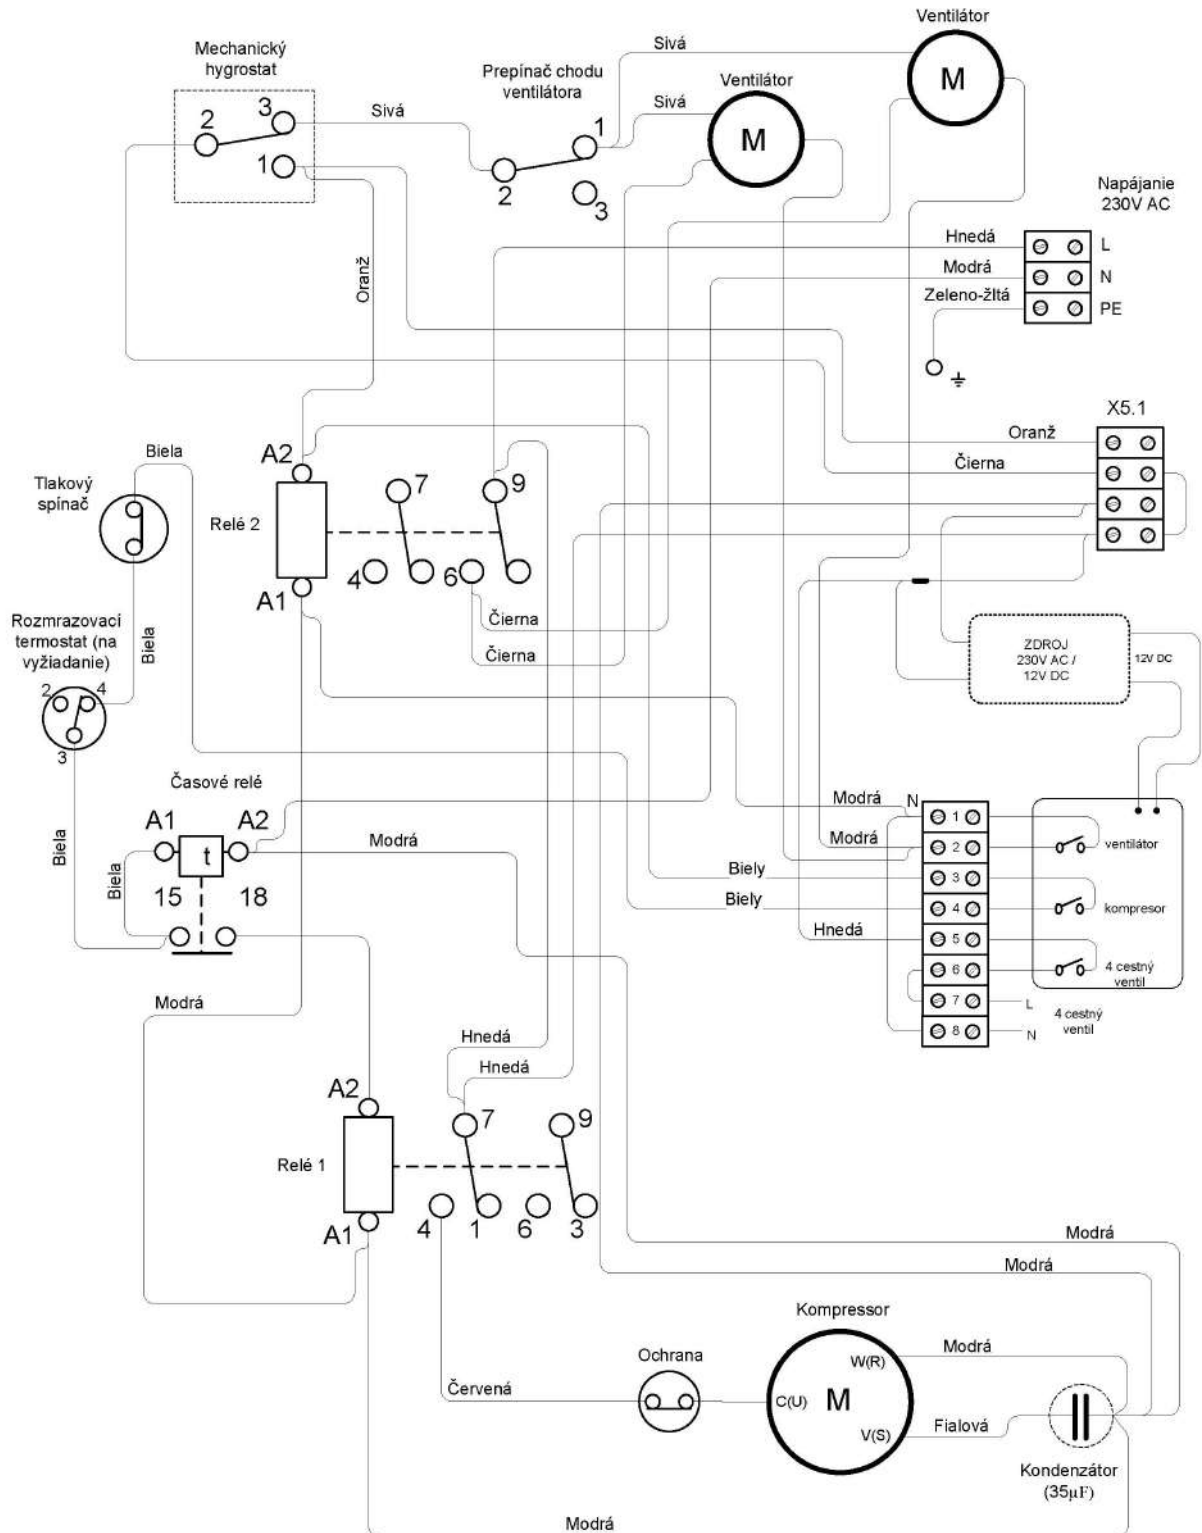 Ventilátor
M
Mechanický
hygrostat
2
3
1
Sivá
Prepínač chodu
ventilátora
1
2
3
Sivá
Sivá
Ventilátor
M
Napájanie
230V AC
Hnedá
L
Modrá
N
Zeleno-žltá
PE
Oranž
X5.1
Oranž
Čierna
Biela
Tlakový
spínač
A2
7
9
Relé 2
4
6
A1
Čierna
Čierna
Rozmrazovací
termostat (na
vyžiadanie)
Biela
2
4
3
ZDROJ
230V AC /
12V DC
12V DC
Časové relé
A1
A2
t
15
18
Biela
Biela
Modrá
Modrá
N
Modrá
Biely
Biely
Hnedá
1
2
3
4
5
6
7
8
ventilátor
kompresor
4 cestný
ventil
L
N
4 cestný
ventil
Modrá
Hnedá
Hnedá
A2
7
9
Relé 1
4
1
6
3
A1
Modrá
Modrá
Kompressor
W(R)
C(U)
M
V(S)
Modrá
Ochrana
Červená
Fialová
Kondenzátor
(35μF)
Modrá